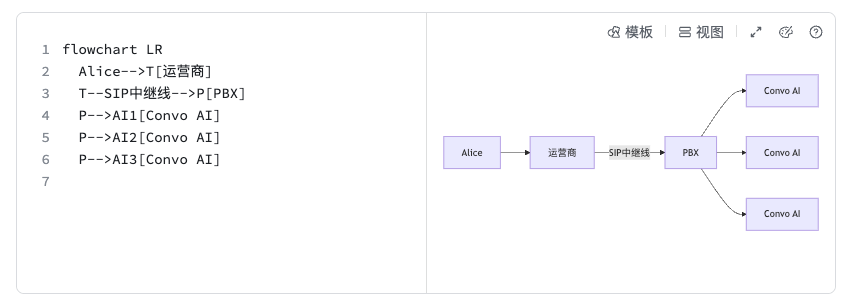 模板 视图
1 flowchart LR
2 Alice-->T[运营商]
3 T--SIP中继线-->P[PBX]
4 P-->AI1[Convo AI]
5 P-->AI2[Convo AI]
6 P-->AI3[Convo AI]
7
Convo AI
Alice 运营商 SIP中继线 PBX Convo AI
Convo AI